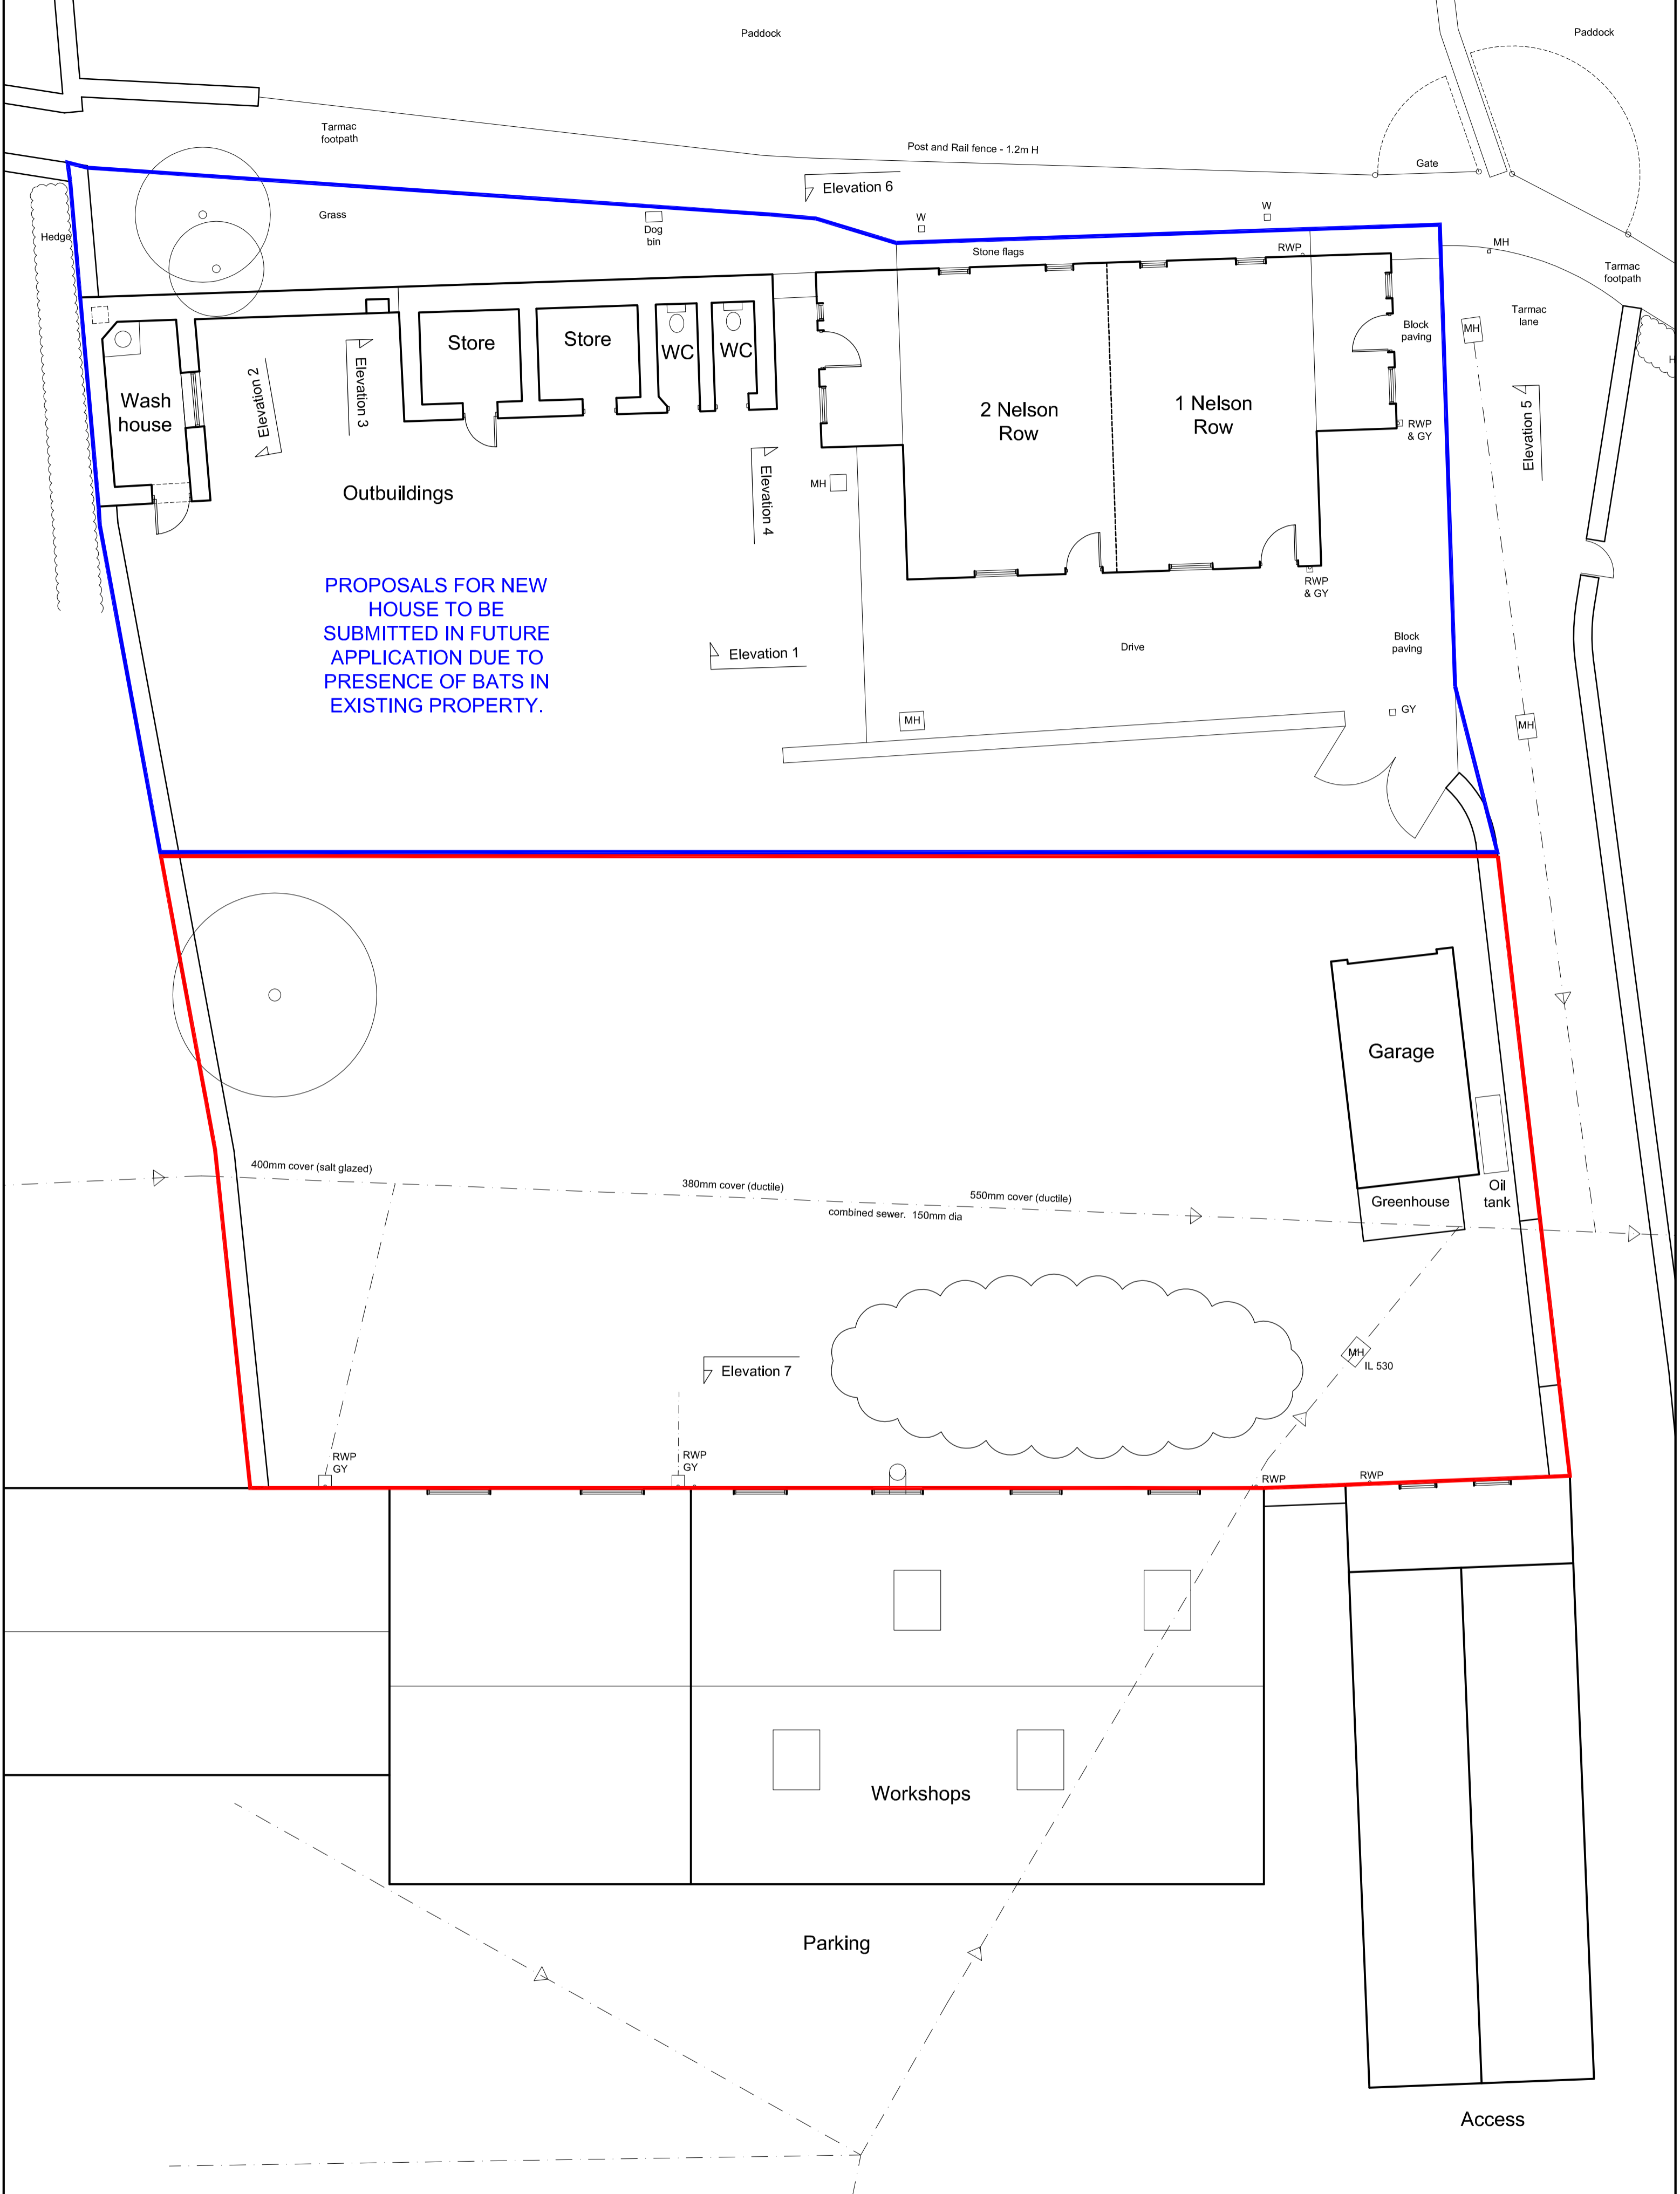 Paddock
Paddock
Tarmac
footpath
Post and Rail fence - 1.2m H
Gate
Elevation 6
Grass
Dog
bin
W
W
Hedge
Stone flags
RWP
MH
Tarmac
footpath
Tarmac
lane
MH
Block
paving
H
Store
Store
WC
WC
Wash
house
Elevation 2
Elevation 3
2 Nelson
Row
1 Nelson
Row
RWP
& GY
Elevation 5
Outbuildings
MH
Elevation 4
PROPOSALS FOR NEW
HOUSE TO BE
SUBMITTED IN FUTURE
APPLICATION DUE TO
PRESENCE OF BATS IN
EXISTING PROPERTY.
RWP
& GY
Elevation 1
Drive
Block
paving
MH
GY
MH
Garage
400mm cover (salt glazed)
380mm cover (ductile)
550mm cover (ductile)
combined sewer.  150mm dia
Greenhouse
Oil
tank
Elevation 7
MH
IL 530
RWP
GY
RWP
GY
RWP
RWP
Workshops
Parking
Access